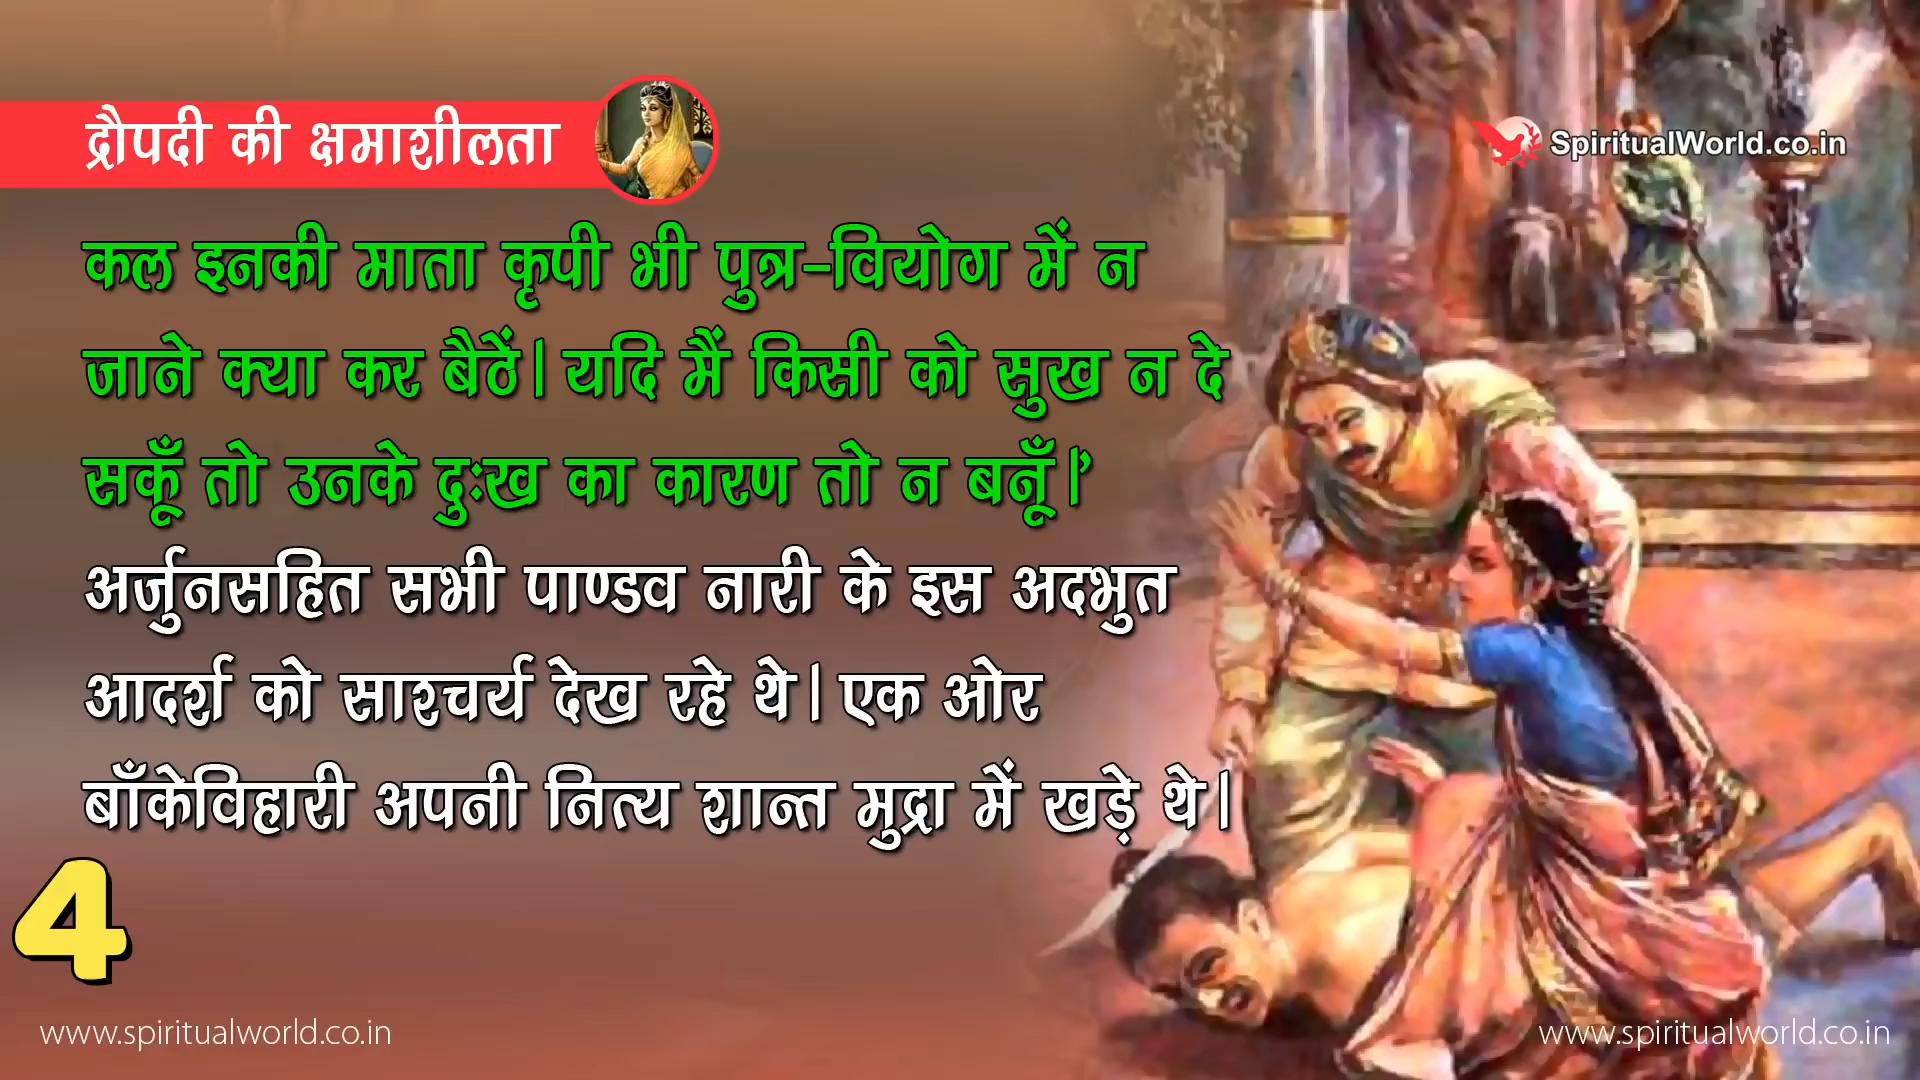 द्रौपदी की क्षमाशीलता
SpiritualWorld.co.in
कल इनकी माता कृपी भी पुत्र-वियोग में न
जाने क्या कर बैठें। यदि मैं किसी को सुख न दे
सकूँ तो उनके दुःख का कारण तो न बनूँ।’
अर्जुनसहित सभी पाण्डव नारी के इस अदभुत
आदर्श को साश्चर्य देख रहे थे। एक ओर
बाँकेविहारी अपनी नित्य शान्त मुद्रा में खड़े थे।
4
www.spiritualworld.co.in
www.spiritualworld.co.in